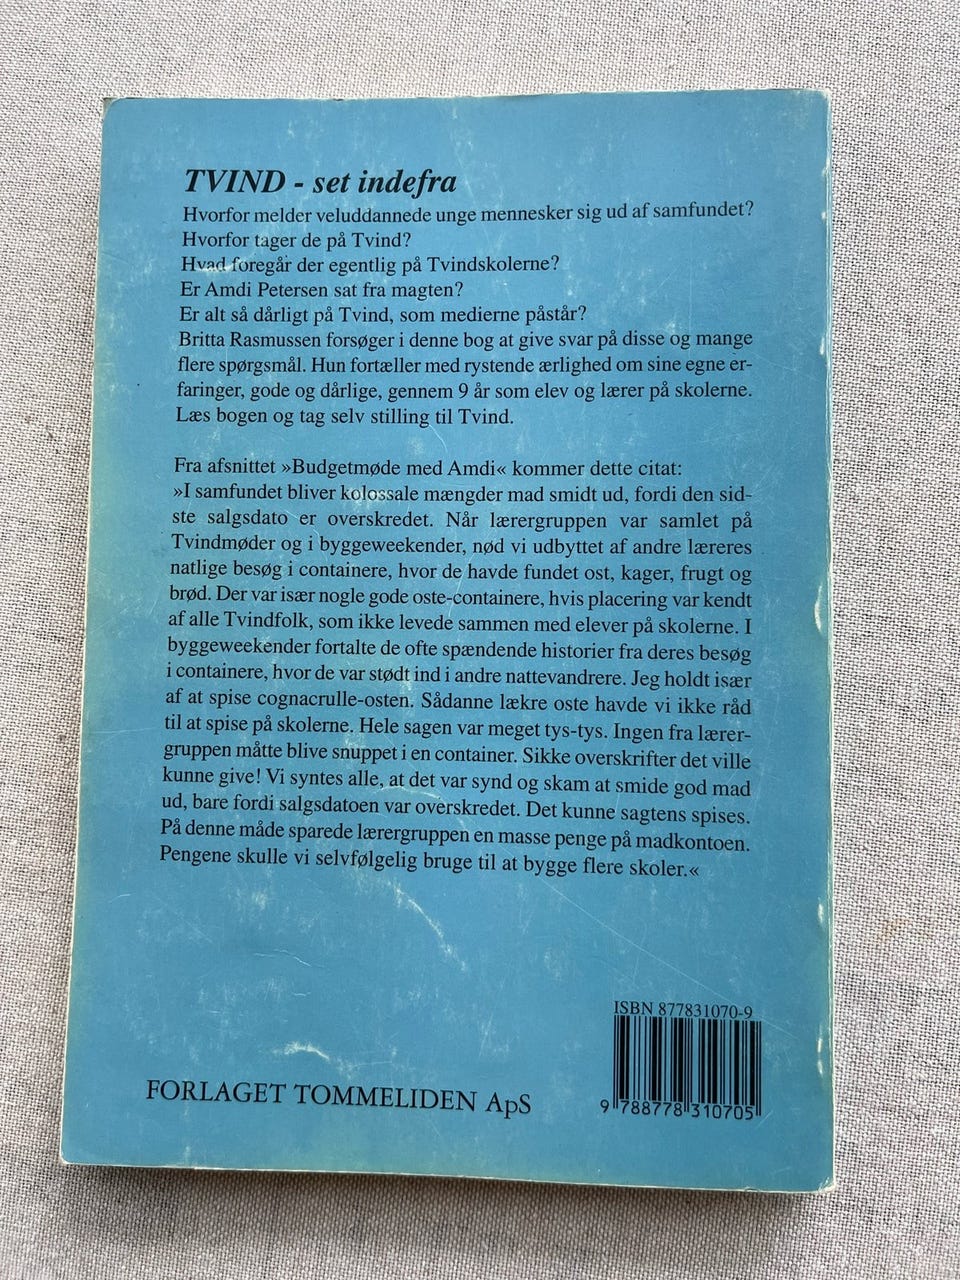 TVIND - set indefra
Hvorfor melder veluddannede unge mennesker sig ud af samfundet?
Hvorfor tager de på Tvind?
Hvad foregår der egentlig på Tvindskolerne?
Er Amdi Petersen sat fra magten?
Er alt så dårligt på Tvind, som medierne påstår?
Britta Rasmussen forsøger i denne bog at give svar på disse og mange
flere spørgsmål. Hun fortæller med rystende ærlighed om sine egne er-
faringer, gode og dårlige, gennem 9 år som elev og lærer på skolerne.
Læs bogen og tag selv stilling til Tvind.
Fra afsnittet »Budgetmøde med Amdi« kommer dette citat:
»I samfundet bliver kolossale mængder mad smidt ud, fordi den sid-
ste salgsdato er overskredet. Når lærergruppen var samlet på
Tvindmøder og i byggeweekender, nød vi udbyttet af andre læreres
natlige besøg i containere, hvor de havde fundet ost, kager, frugt og
brød. Der var især nogle gode oste-containere, hvis placering var kendt
af alle Tvindfolk, som ikke levede sammen med elever på skolerne. I
byggeweekender fortalte de ofte spændende historier fra deres besøg
i containere, hvor de var stødt ind i andre nattevandrere. Jeg holdt især
af at spise cognacrulle-osten. Sådanne lækre oste havde vi ikke råd
til at spise på skolerne. Hele sagen var meget tys-tys. Ingen fra lærer-
gruppen måtte blive snuppet i en container. Sikke overskrifter det ville
kunne give! Vi syntes alle, at det var synd og skam at smide god mad
ud, bare fordi salgsdatoen var overskredet. Det kunne sagtens spises.
På denne måde sparede lærergruppen en masse penge på madkontoen.
Pengene skulle vi selvfølgelig bruge til at bygge flere skoler.«
ISBN 877831070-9
9 788778 310705
FORLAGET TOMMELIDEN ApS